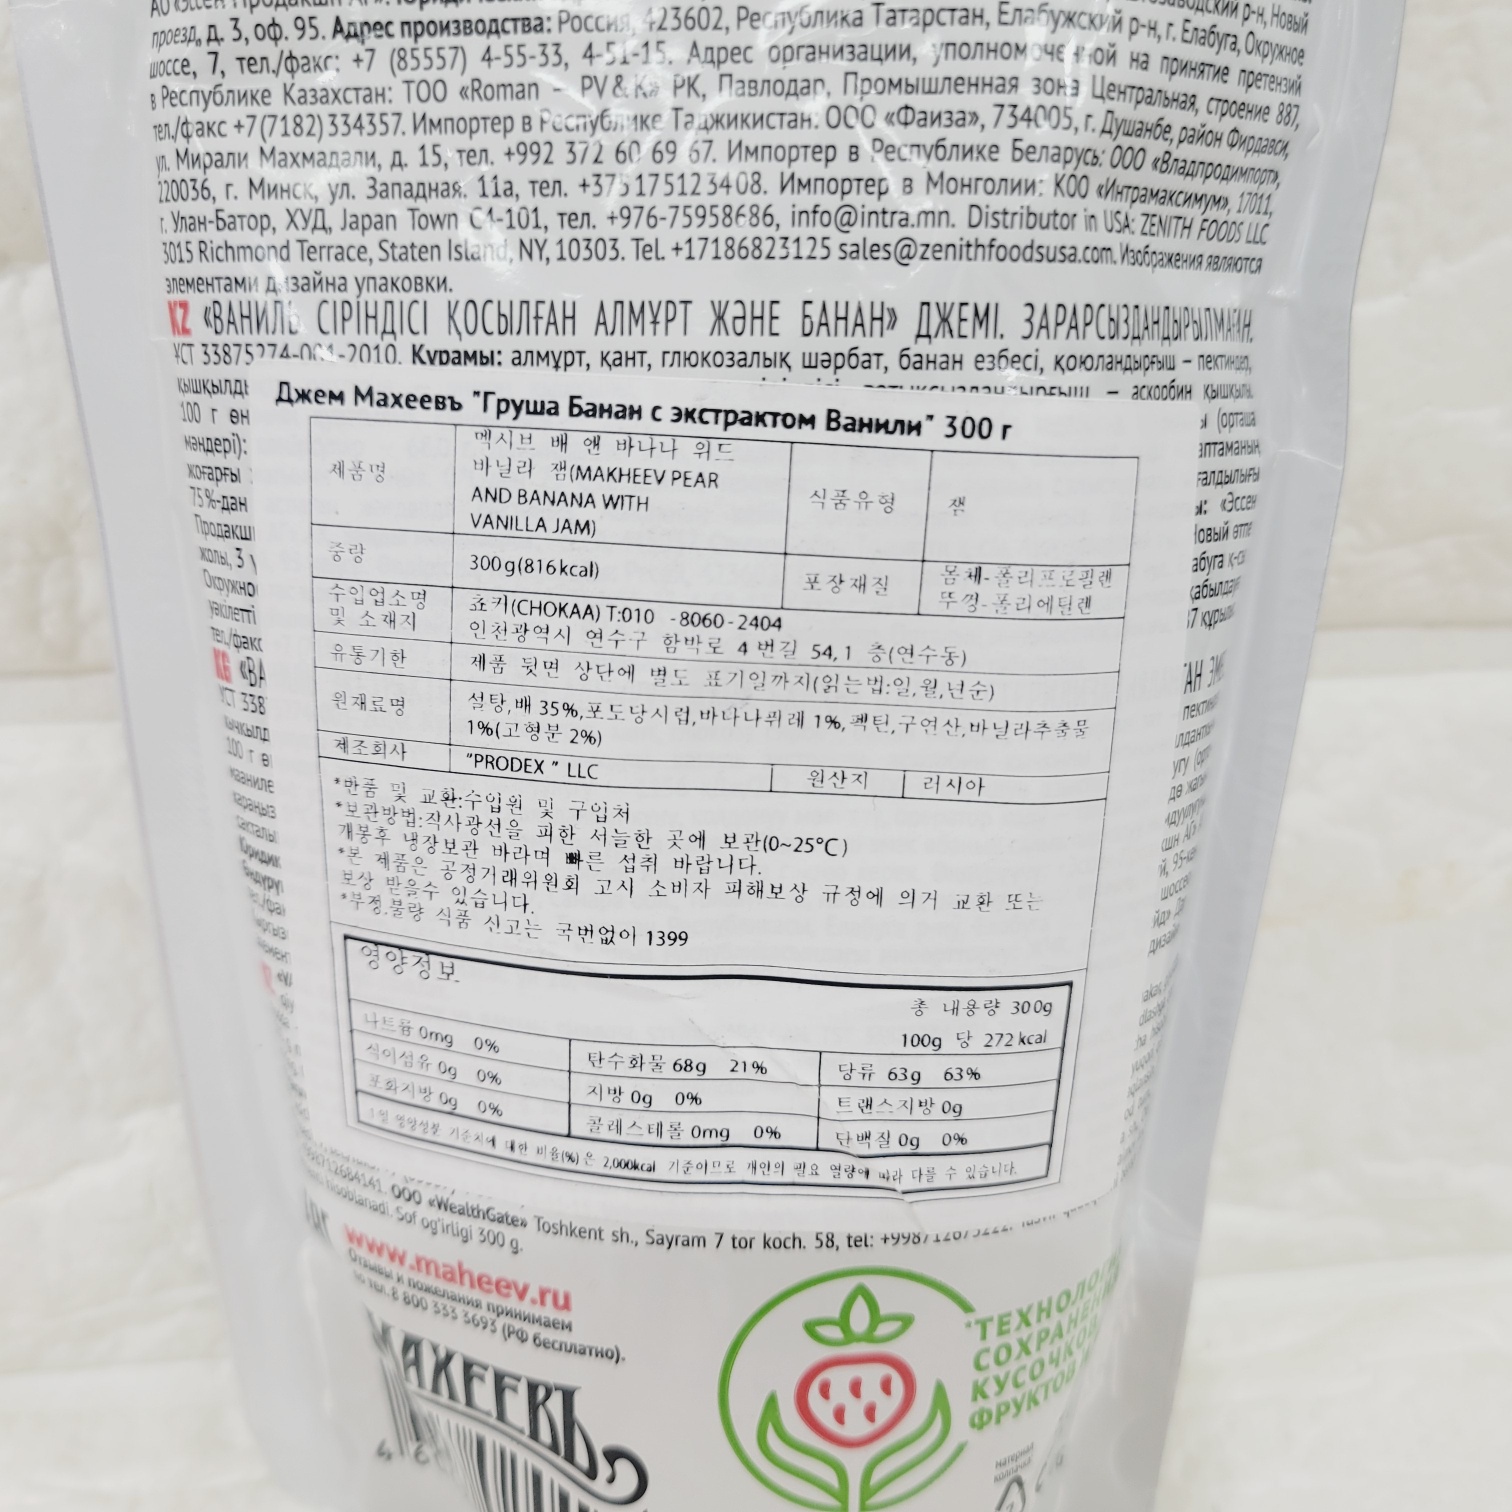 проезд, д. 3, оф. 95. Адрес производства: Россия, 423602, Республика Татарстан, Елабужский р-н, г. Елабуга, Окружное
шоссе, 7, тел./факс: +7 (85557) 4-55-33, 4-51-15. Адрес организации, уполномоченной на принятие претензий
в Республике Казахстан: ТОО «Roman – PV & K» РК, Павлодар, Промышленная зона Центральная, строение 887,
тел./факс +7(7182)334357. Импортер в Республике Таджикистан: ООО «Фаиза», 734005, г. Душанбе, район Фирдавси,
ул. Мирали Махмадали, д. 15, тел. +992 372 60 69 67. Импортер в Республике Беларусь: ООО «Владпродимпорт»,
220036, г. Минск, ул. Западная. 11а, тел. +375175123408. Импортер в Монголии: КОО «Интрамаксимум», 17011,
г. Улан-Батор, ХУД, Japan Town C4-101, тел. +976-75958686, info@intra.mn. Distributor in USA: ZENITH FOODS LLC
3015 Richmond Terrace, Staten Island, NY, 10303. Tel. +17186823125 sales@zenithfoodsusa.com. Изображения являются
элементами дизайна упаковки.
KZ «ВАНИЛЬ СІРІНДІСІ ҚОСЫЛҒАН АЛМҰРТ ЖӘНЕ БАНАН» ДЖЕМІ. ЗАРАРСЫЗДАНДЫРЫЛМАҒАН.
ҰСТ 33875274-001-2010. Құрамы: алмұрт, қант, глюкозалық шәрбат, банан езбесі, қоюландырғыш – пектиндер,
– аскорбин қышқылы.
Джем Махеевъ "Груша Банан с экстрактом Ванили" 300 г
제품명 멕시브 배 앤 바나나 위드 바닐라 잼(MAKHEEV PEAR AND BANANA WITH VANILLA JAM) 식품유형 잼
중량 300g(816kcal) 포장재질 몸체-폴리프로필렌 뚜껑-폴리에틸렌
수입업소명 및 소재지 쵸키(CHOKAA) T:010 -8060-2404
인천광역시 연수구 함박로 4번길 54,1 층(연수동)
유통기한 제품 뒷면 상단에 별도 표기일까지(읽는법:일,월,년순)
원재료명 설탕,배 35%,포도당시럽,바나나퓌레 1%,펙틴,구연산,바닐라추출물
1%(고형분 2%)
제조회사 "PRODEX " LLC 원산지 러시아
*반품 및 교환:수입원 및 구입처
*보관방법:직사광선을 피한 서늘한 곳에 보관(0~25℃)
개봉후 냉장보관 바라며 빠른 섭취 바랍니다.
*본 제품은 공정거래위원회 고시 소비자 피해보상 규정에 의거 교환 또는
보상 받을수 있습니다.
*부정.불량 식품 신고는 국번없이 1399
영양정보
총 내용량 300g
100g 당 272 kcal
나트륨 0mg 0% 탄수화물 68g 21% 당류 63g 63%
식이섬유 0g 0% 지방 0g 0% 트랜스지방 0g
포화지방 0g 0% 콜레스테롤 0mg 0% 단백질 0g 0%
1일 영양성분 기준치에 대한 비율(%)은 2,000kcal 기준이므로 개인의 필요 열량에 따라 다를 수 있습니다.
ООО «WealthGate» Toshkent sh., Sayram 7 tor koch. 58, tel:
Sof og'irligi 300 g.
www.maheev.ru
Отзывы и пожелания принимаем
по тел. 8 800 333 3693 (РФ бесплатно).
МАХЕЕВЪ
*ТЕХНОЛОГИЯ
СОХРАНЕНИЯ
КУСОЧКОВ
ФРУКТОВ